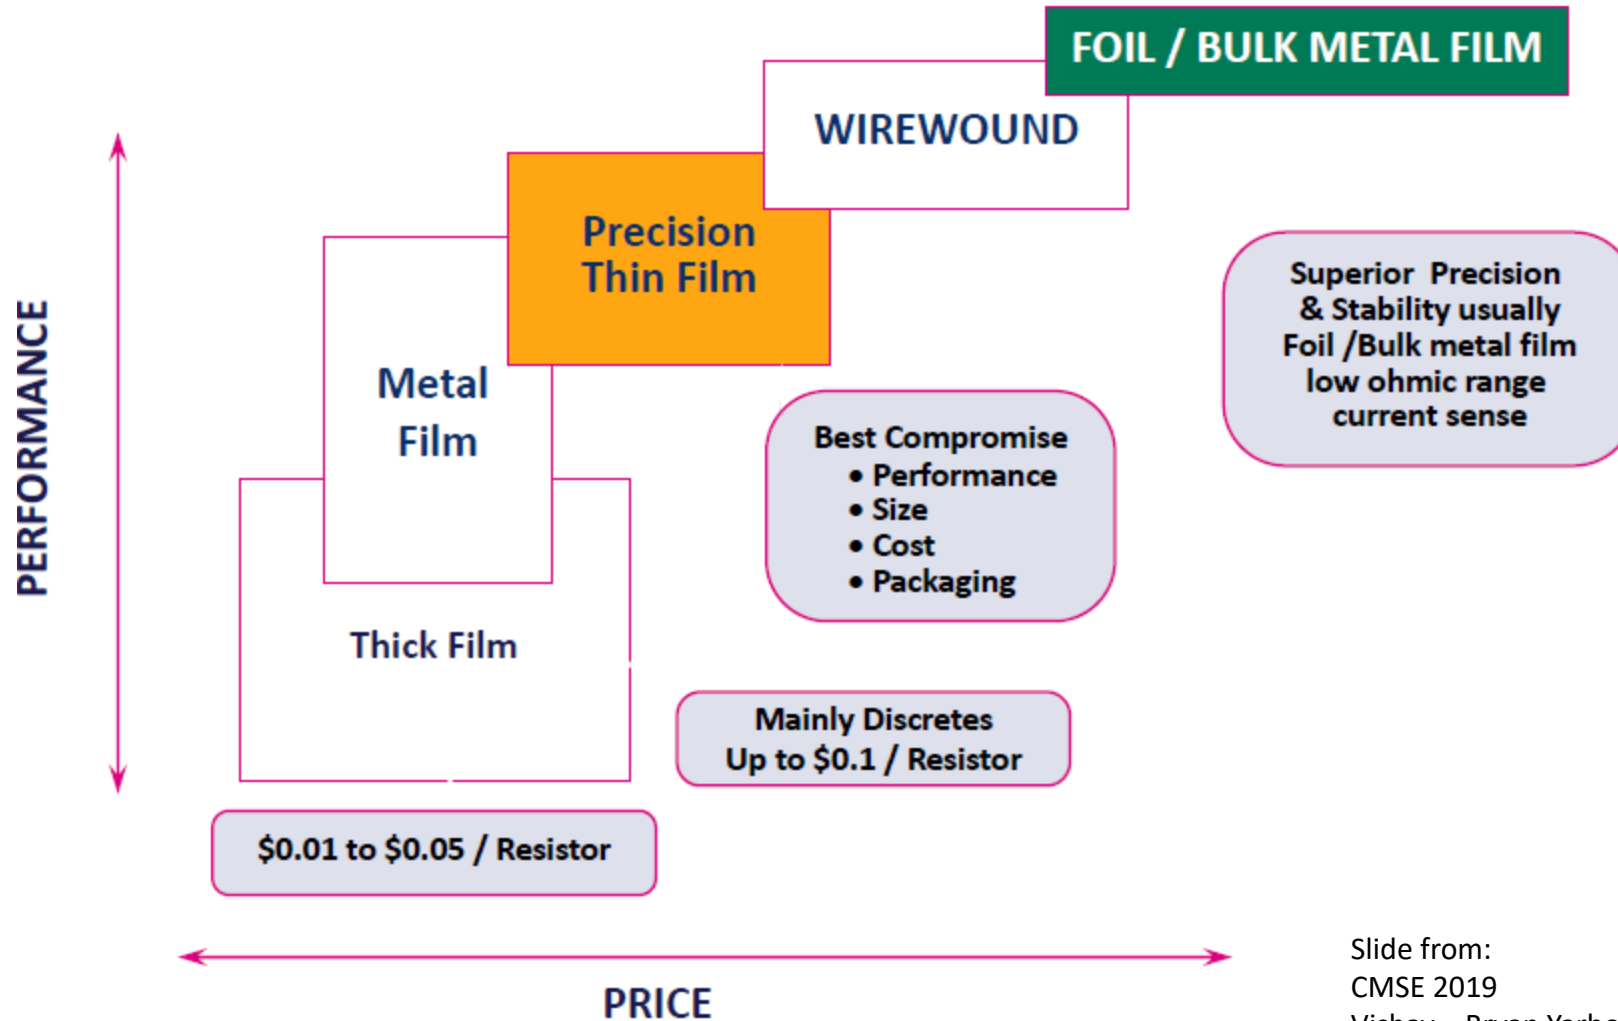 FOIL / BULK METAL FILM
WIREWOUND
Precision
Thin Film
Metal
Film
Thick Film
PERFORMANCE
Superior Precision
& Stability usually
Foil /Bulk metal film
low ohmic range
current sense
Best Compromise
• Performance
• Size
• Cost
• Packaging
Mainly Discretes
Up to $0.1 / Resistor
$0.01 to $0.05 / Resistor
PRICE
Slide from:
CMSE 2019
Vishay – Bryan